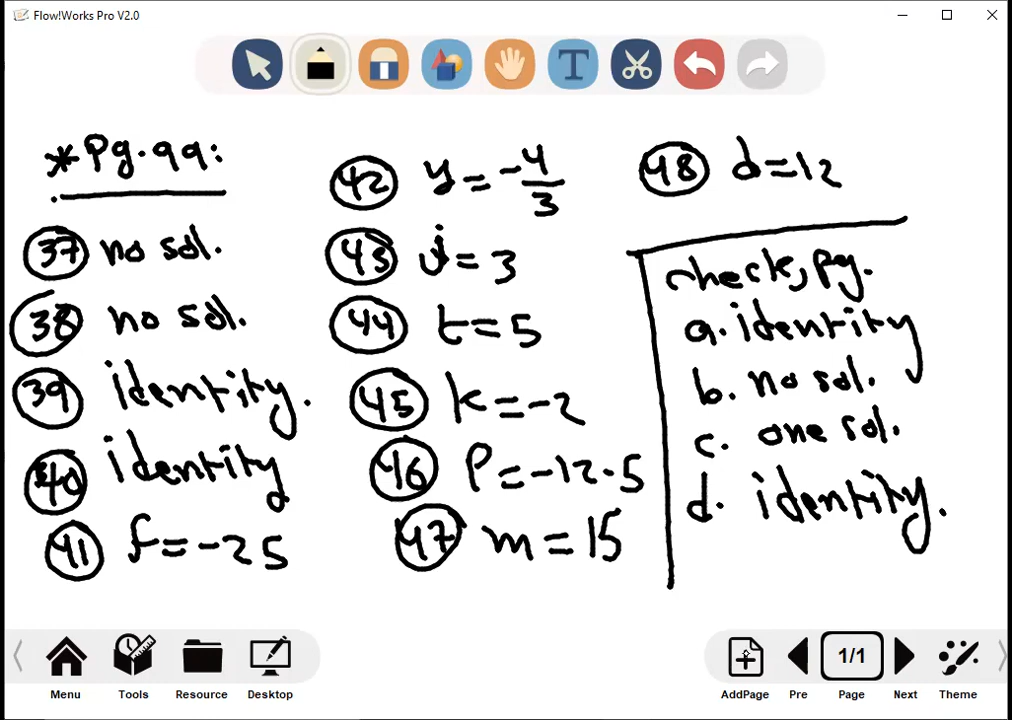 Flow!Works Pro V2.0
*Pg.99:
37 no sol.
38 no sol.
39 identity.
40 identity
41 f=-25
42 y=-4/3
43 j=3
44 t=5
45 k=-2
46 P=-12.5
47 m=15
48 d=12
check, pg.
a. identity
b. no sol.
c. one sol.
d. identity.
Menu
Tools
Resource
Desktop
AddPage
Pre
1/1
Page
Next
Theme